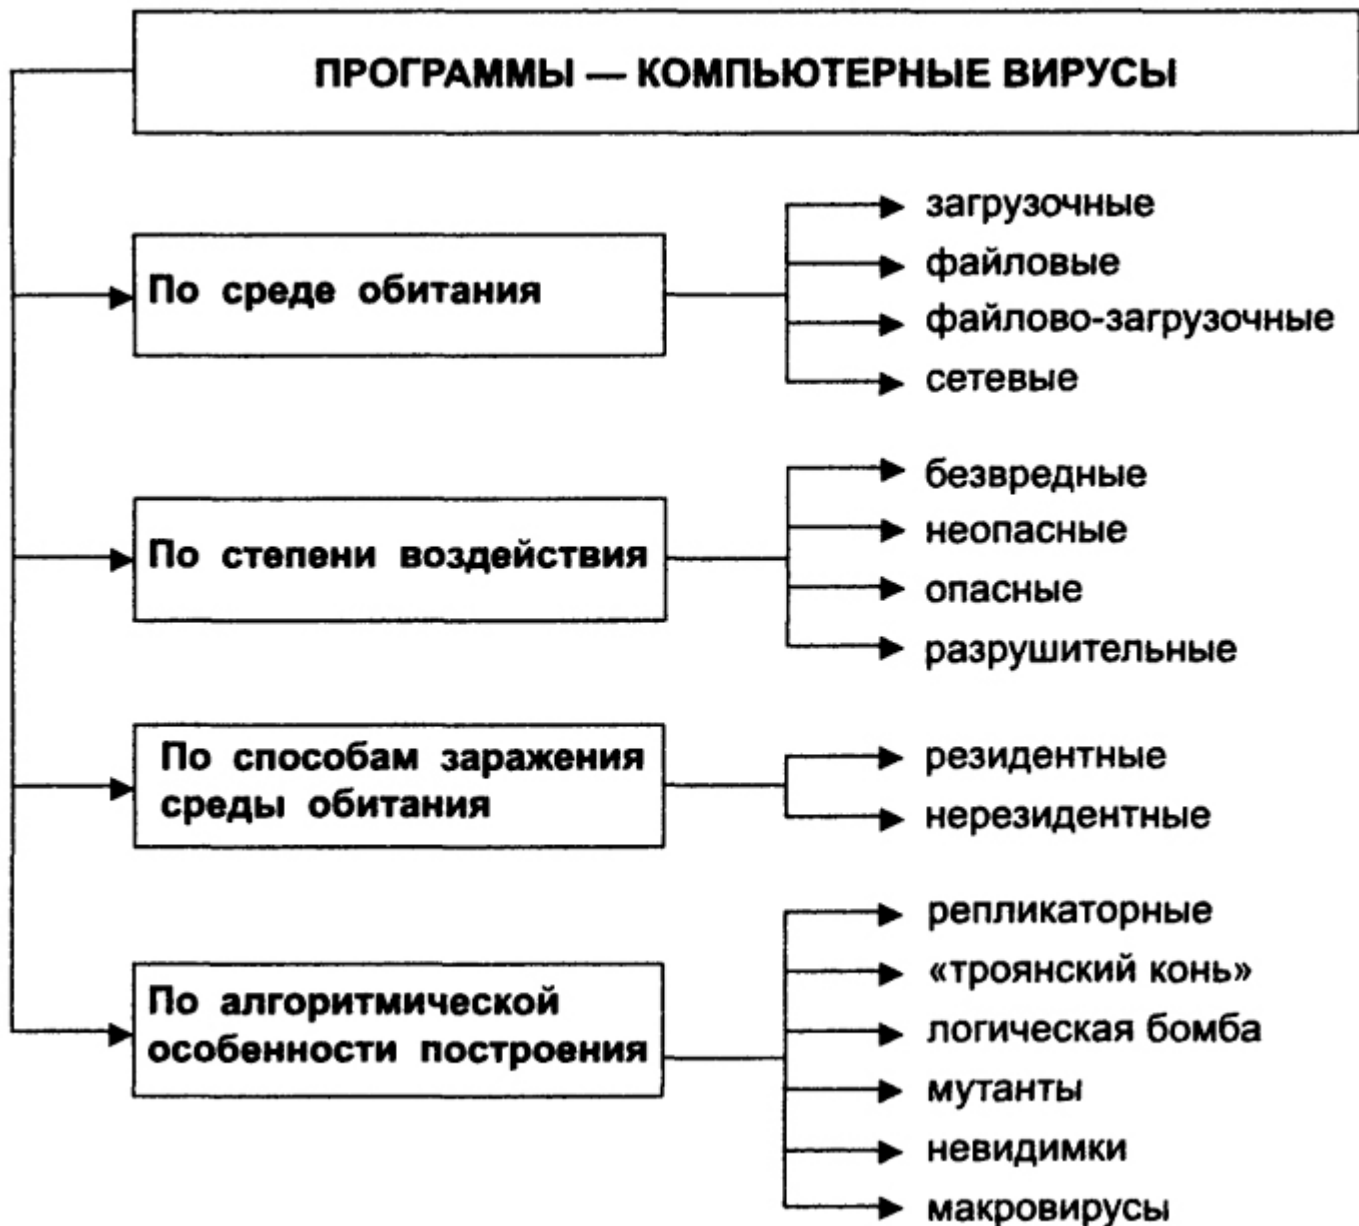 ПРОГРАММЫ — КОМПЬЮТЕРНЫЕ ВИРУСЫ
По среде обитания
загрузочные
файловые
файлово-загрузочные
сетевые
По степени воздействия
безвредные
неопасные
опасные
разрушительные
По способам заражения
среды обитания
резидентные
нерезидентные
По алгоритмической
особенности построения
репликаторные
«троянский конь»
логическая бомба
мутанты
невидимки
макровирусы